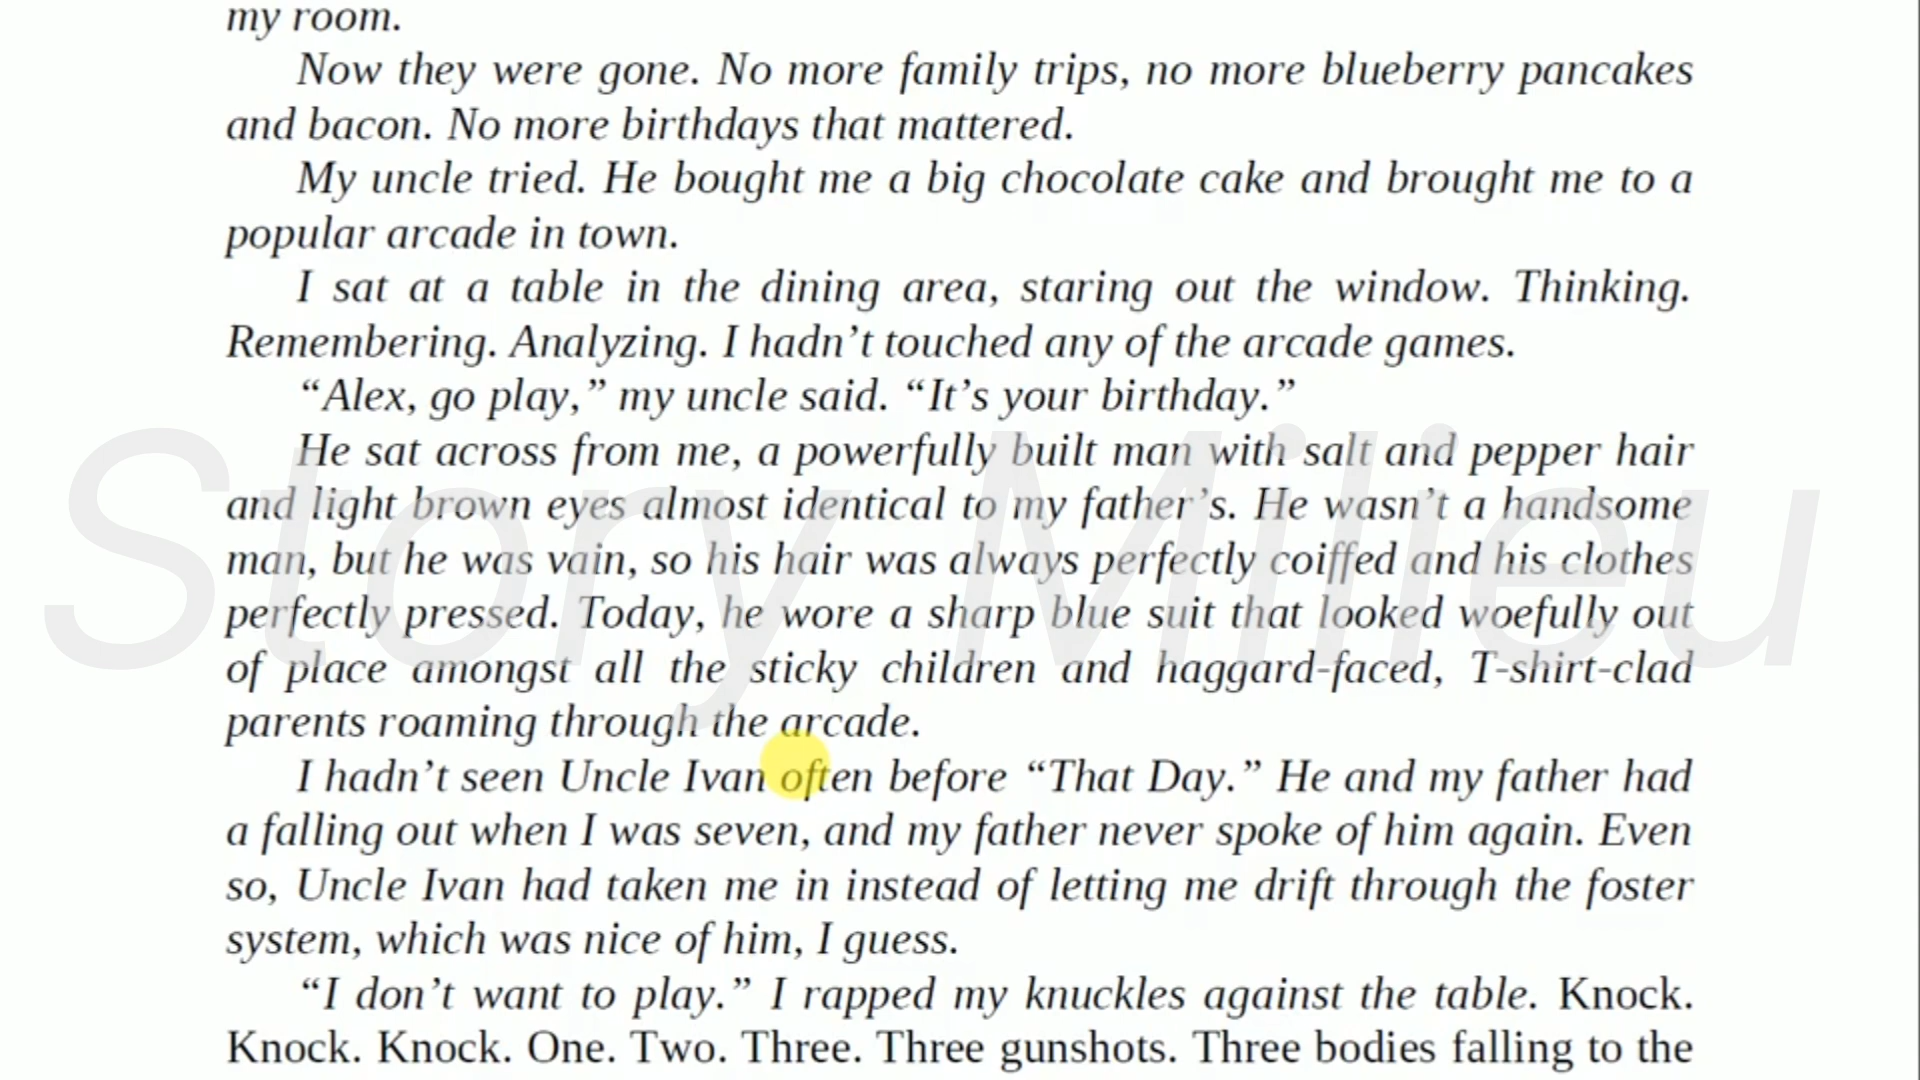 my room.
Now they were gone. No more family trips, no more blueberry pancakes
and bacon. No more birthdays that mattered.
My uncle tried. He bought me a big chocolate cake and brought me to a
popular arcade in town.
I sat at a table in the dining area, staring out the window. Thinking.
Remembering. Analyzing. I hadn’t touched any of the arcade games.
“Alex, go play,” my uncle said. “It’s your birthday.”
He sat across from me, a powerfully built man with salt and pepper hair
and light brown eyes almost identical to my father’s. He wasn’t a handsome
man, but he was vain, so his hair was always perfectly coiffed and his clothes
perfectly pressed. Today, he wore a sharp blue suit that looked woefully out
of place amongst all the sticky children and haggard-faced, T-shirt-clad
parents roaming through the arcade.
I hadn’t seen Uncle Ivan often before “That Day.” He and my father had
a falling out when I was seven, and my father never spoke of him again. Even
so, Uncle Ivan had taken me in instead of letting me drift through the foster
system, which was nice of him, I guess.
“I don’t want to play.” I rapped my knuckles against the table. Knock.
Knock. Knock. One. Two. Three. Three gunshots. Three bodies falling to the
Story Milieu